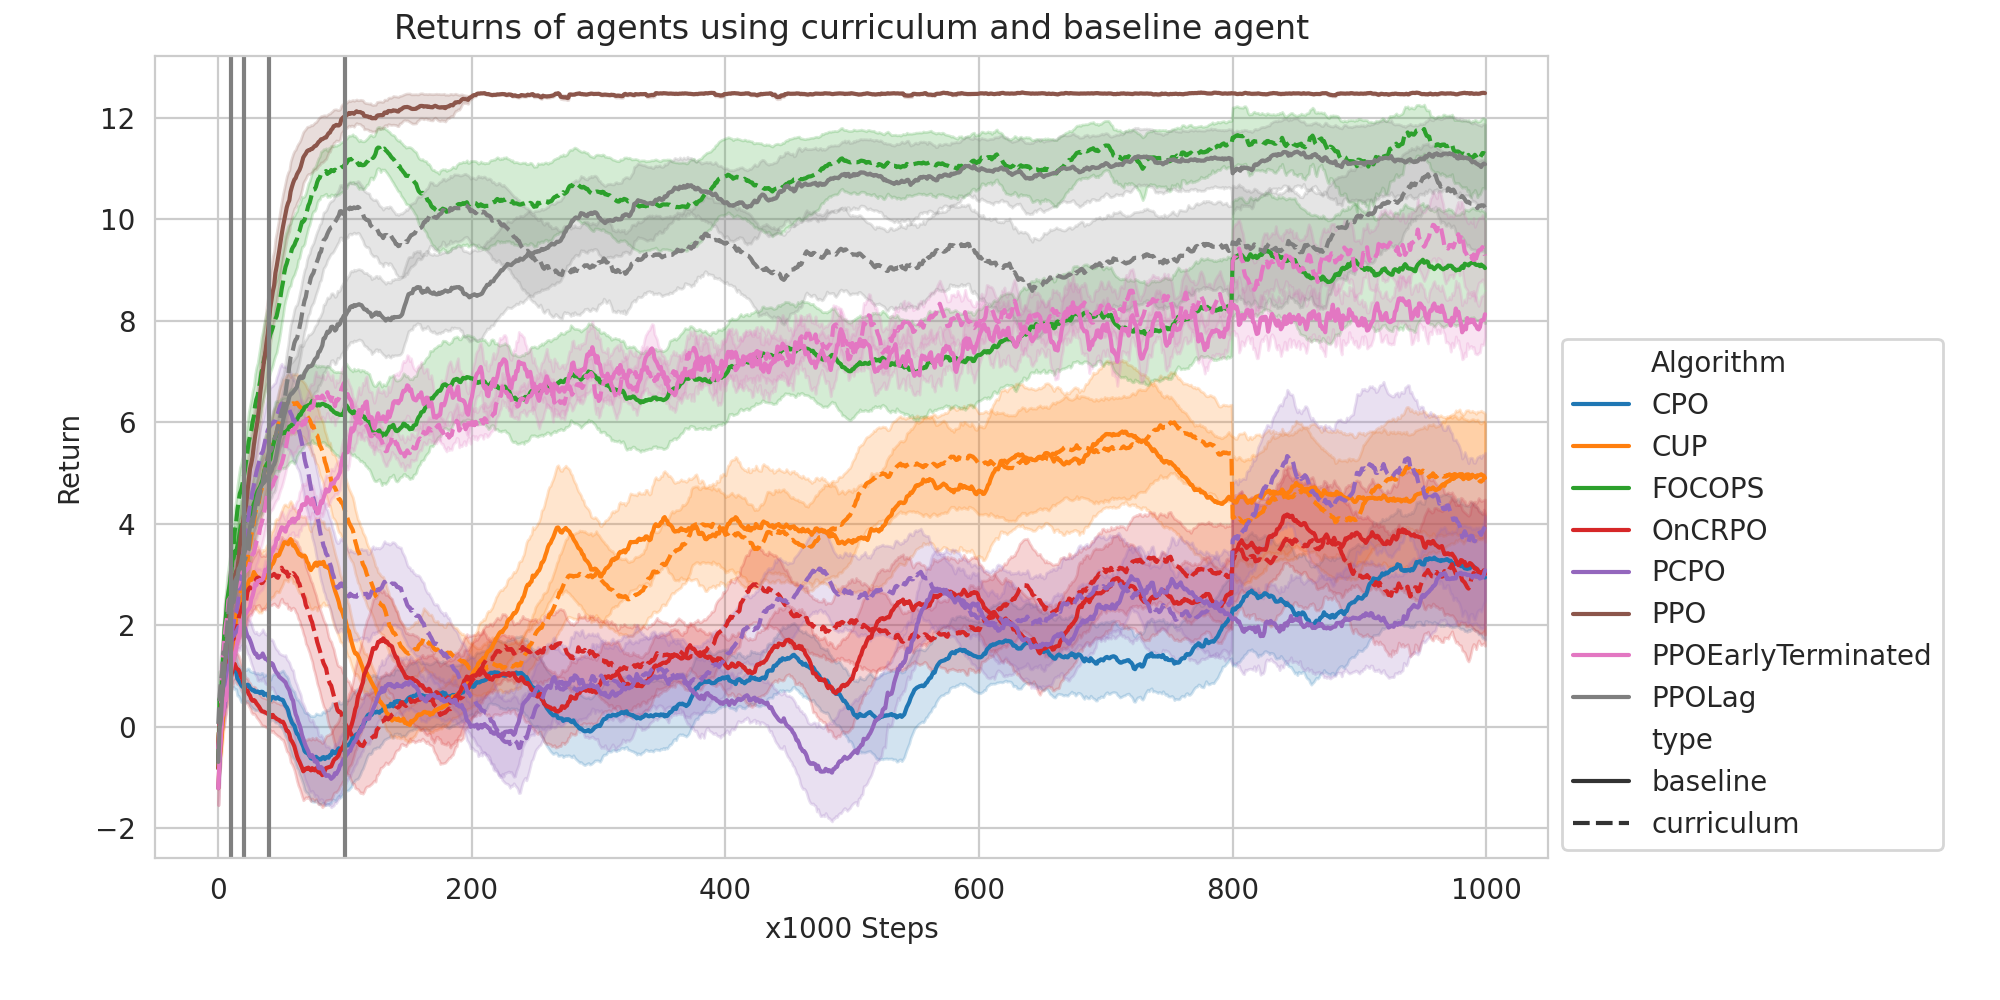 Returns of agents using curriculum and baseline agent
Return
12
10
8
6
4
2
0
−2
0 200 400 600 800 1000
x1000 Steps
Algorithm
CPO
CUP
FOCOPS
OnCRPO
PCPO
PPO
PPOEarlyTerminated
PPOLag
type
baseline
curriculum